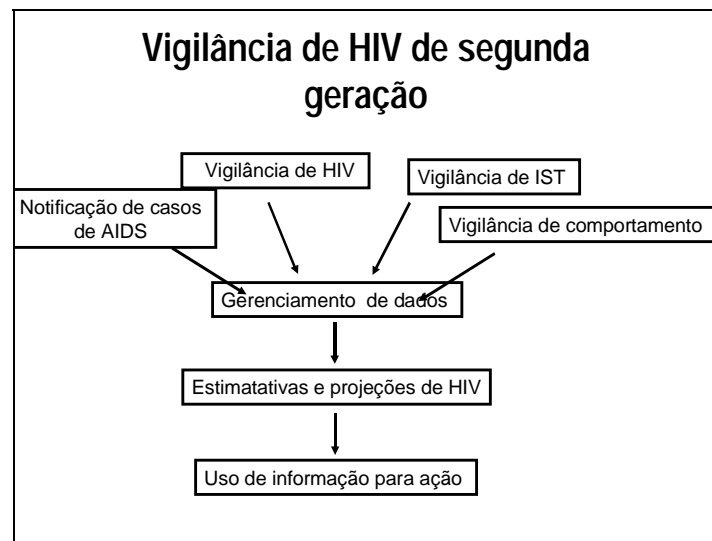 Vigilância de HIV de segunda
geração
Vigilância de HIV
Vigilância de IST
Notificação de casos
de AIDS
Vigilância de comportamento
Gerenciamento de dados
Estimatativas e projeções de HIV
Uso de informação para ação